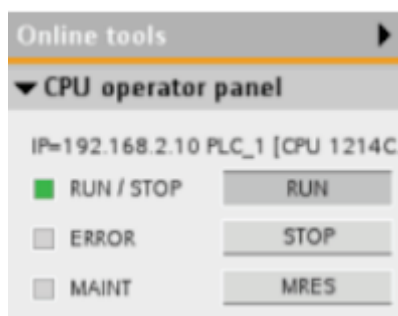 Online tools
CPU operator panel
IP=192.168.2.10 PLC_1 [CPU 1214C
RUN / STOP RUN
ERROR STOP
MAINT MRES